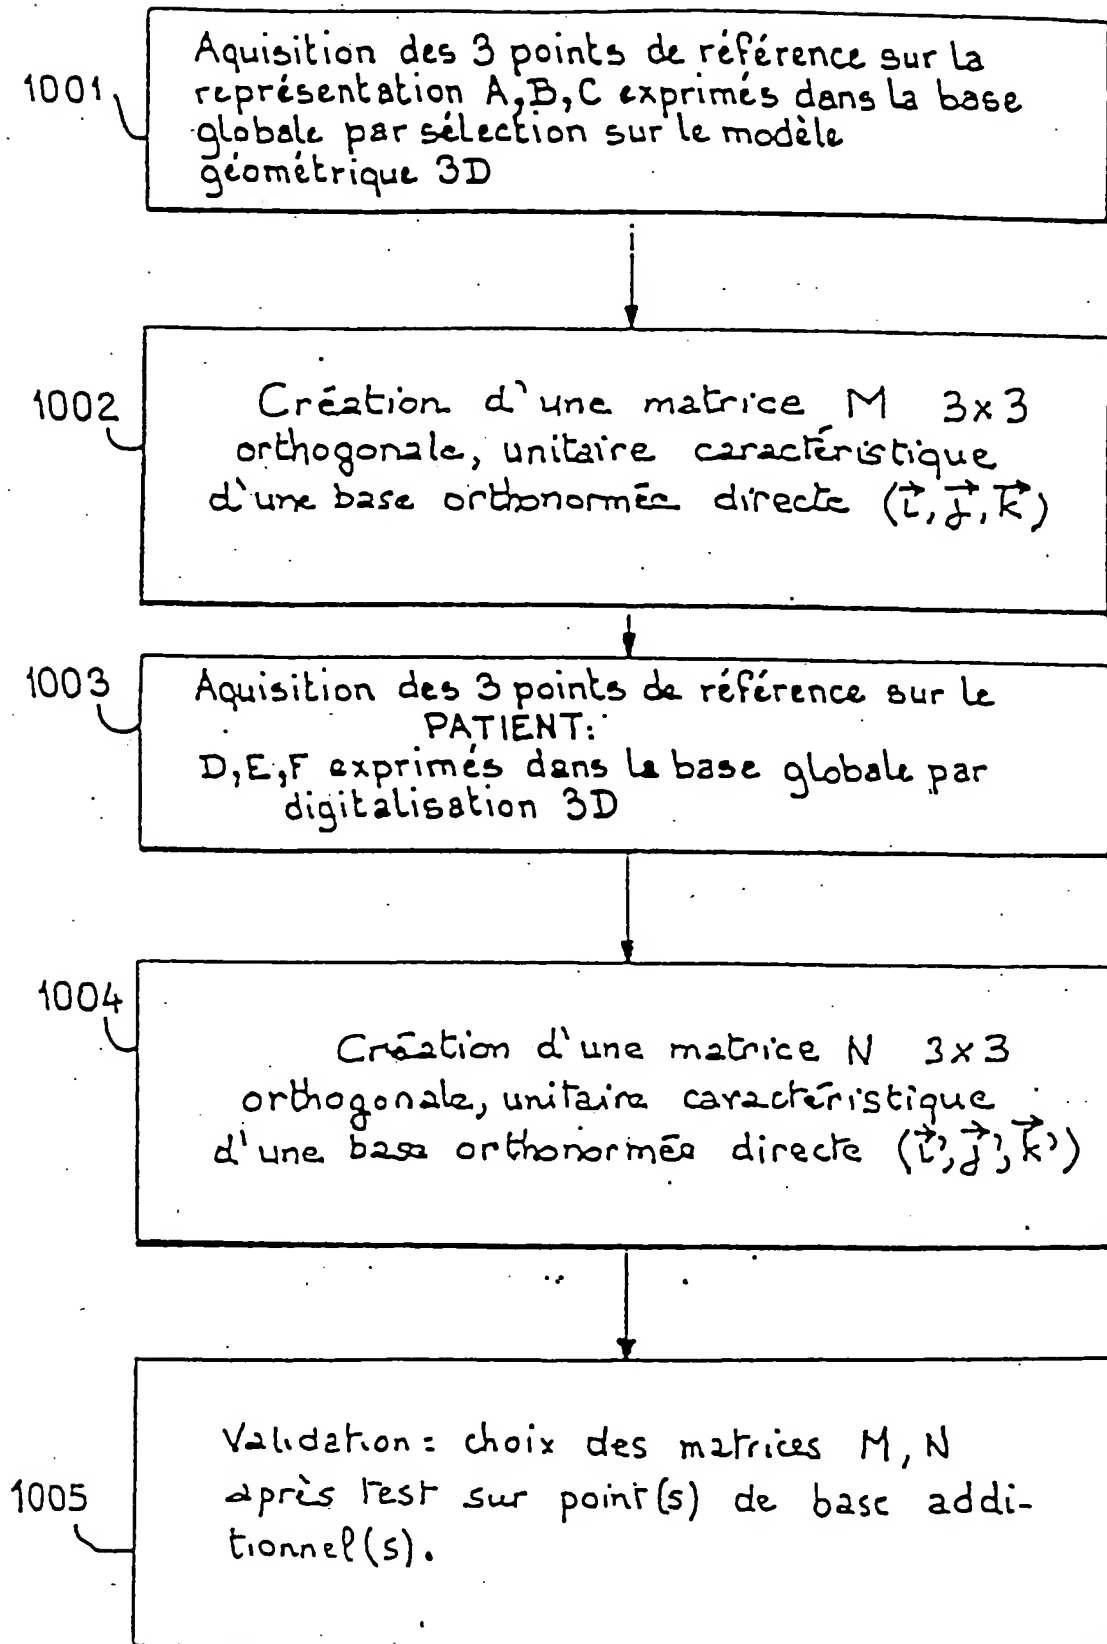 1001
Aquisition des 3 points de référence sur la
représentation A,B,C exprimés dans la base
globale par sélection sur le modèle
géométrique 3D
1002
Création d'une matrice M 3x3
orthogonale, unitaire caractéristique
d'une base orthonormée directe (i⃗, j⃗, k⃗)
1003
Aquisition des 3 points de référence sur le
PATIENT:
D,E,F exprimés dans la base globale par
digitalisation 3D
1004
Création d'une matrice N 3x3
orthogonale, unitaire caractéristique
d'une base orthonormée directe (i⃗', j⃗', k⃗')
1005
Validation: choix des matrices M, N
après test sur point(s) de base addi-
tionnel(s).